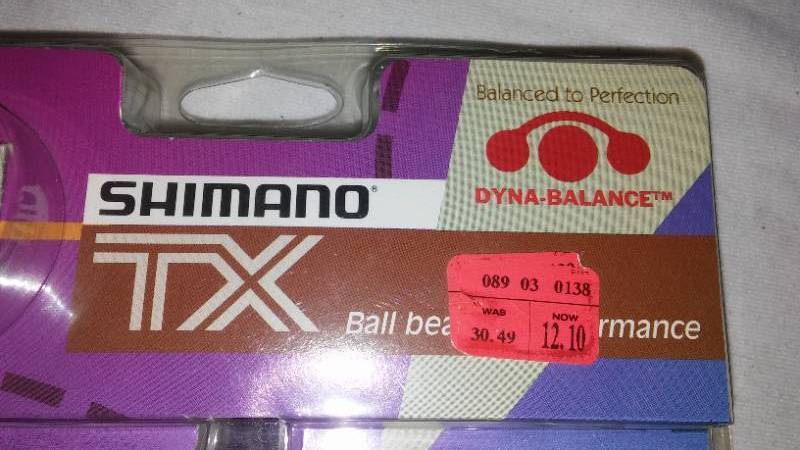 Balanced to Perfection
DYNA-BALANCE™
SHIMANO®
TX
Ball bea rmance
089 03 0138
WAS NOW
30.49 12.10